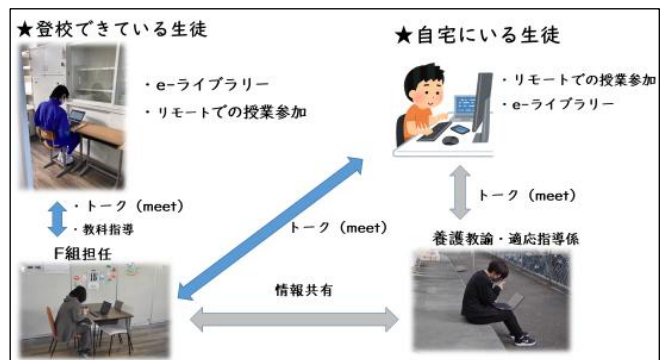 ★登校できている生徒
・e-ライブラリー
・リモートでの授業参加
★自宅にいる生徒
・リモートでの授業参加
・e-ライブラリー
・トーク（meet）
・教科指導
F組担任
トーク（meet）
トーク（meet）
養護教諭・適応指導係
情報共有